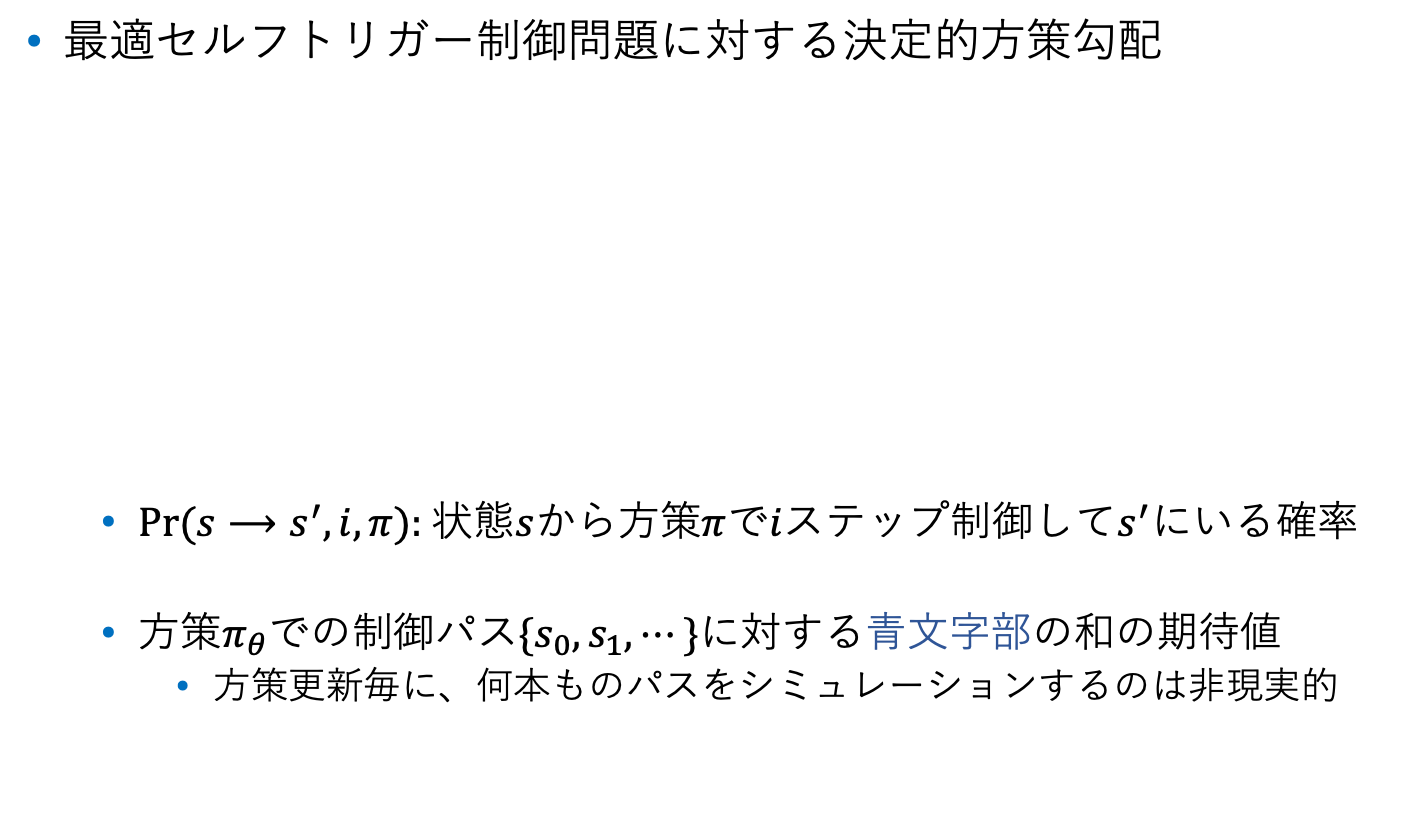 • 最適セルフトリガー制御問題に対する決定的方策勾配
• Pr(s ⟶ s′, i, π): 状態sから方策πでiステップ制御してs′にいる確率
• 方策π_θでの制御パス{s_0, s_1, ⋯ }に対する青文字部の和の期待値
• 方策更新毎に、何本ものパスをシミュレーションするのは非現実的